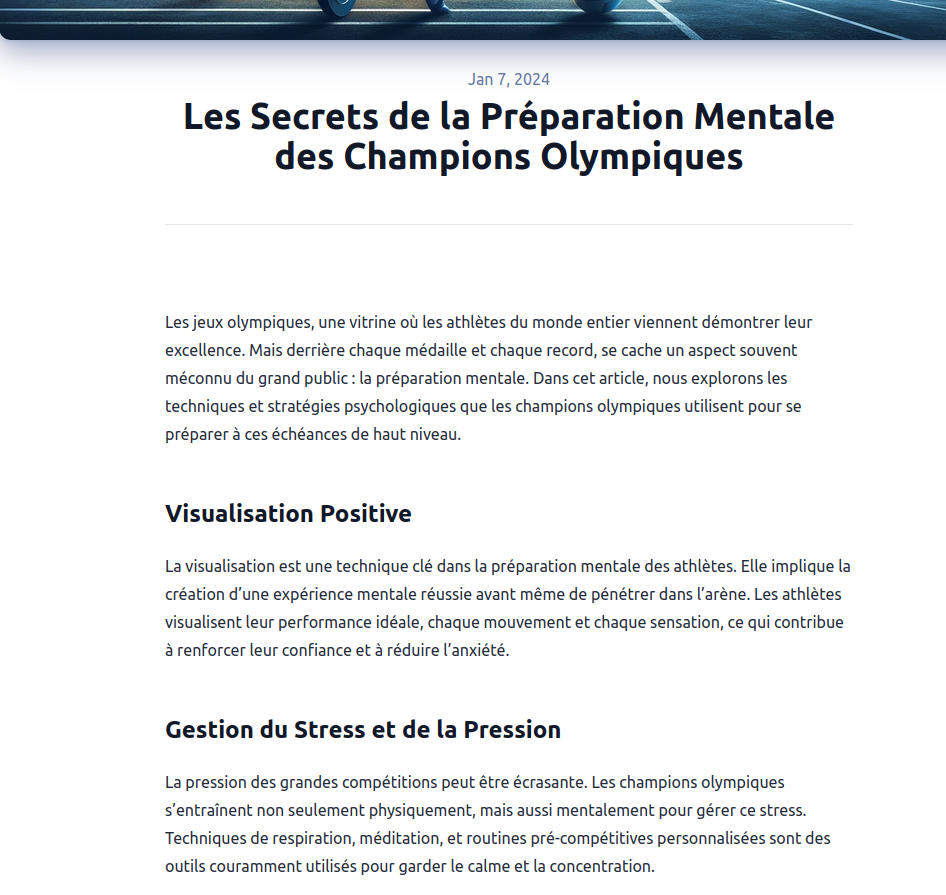 Jan 7, 2024
Les Secrets de la Préparation Mentale
des Champions Olympiques
Les jeux olympiques, une vitrine où les athlètes du monde entier viennent démontrer leur
excellence. Mais derrière chaque médaille et chaque record, se cache un aspect souvent
méconnu du grand public : la préparation mentale. Dans cet article, nous explorons les
techniques et stratégies psychologiques que les champions olympiques utilisent pour se
préparer à ces échéances de haut niveau.
Visualisation Positive
La visualisation est une technique clé dans la préparation mentale des athlètes. Elle implique la
création d’une expérience mentale réussie avant même de pénétrer dans l’arène. Les athlètes
visualisent leur performance idéale, chaque mouvement et chaque sensation, ce qui contribue
à renforcer leur confiance et à réduire l’anxiété.
Gestion du Stress et de la Pression
La pression des grandes compétitions peut être écrasante. Les champions olympiques
s’entraînent non seulement physiquement, mais aussi mentalement pour gérer ce stress.
Techniques de respiration, méditation, et routines pré-compétitives personnalisées sont des
outils couramment utilisés pour garder le calme et la concentration.